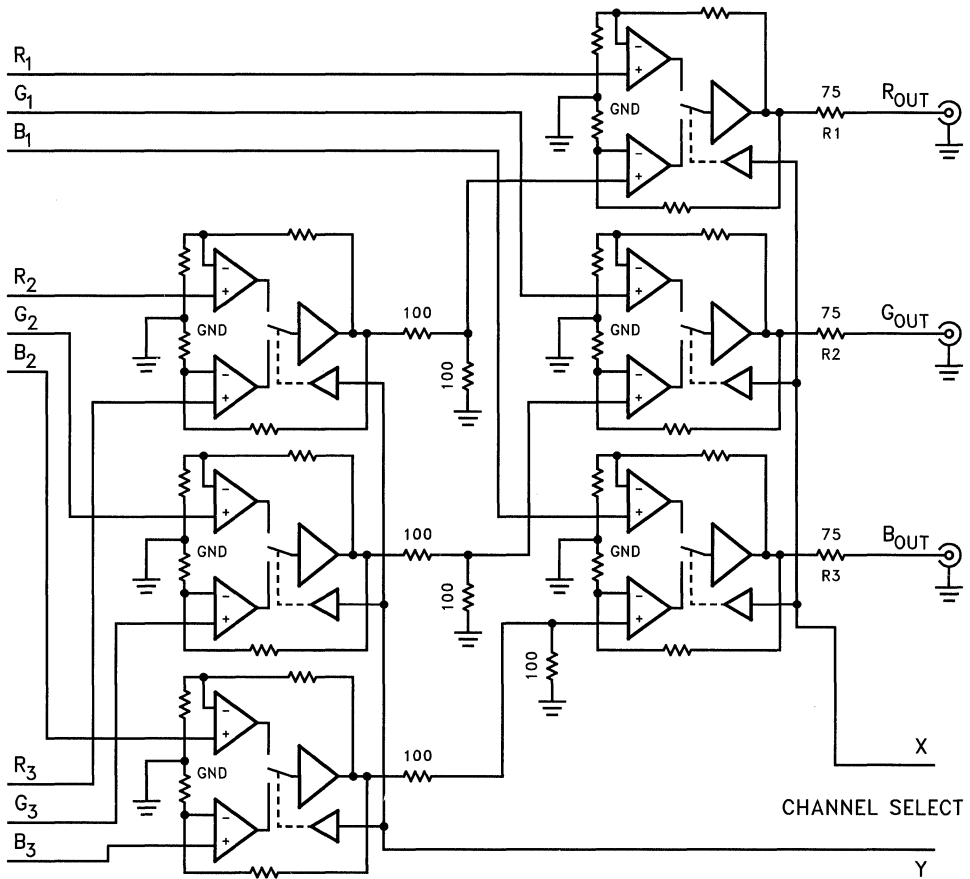 R1
G1
B1
GND
75
R1
ROUT
R2
G2
B2
GND
100
100
GND
75
R2
GOUT
GND
100
100
GND
75
R3
BOUT
100
GND
100
R3
G3
B3
X
CHANNEL SELECT
Y
-
+
-
+
-
+
-
+
-
+
-
+
-
+
-
+
-
+
-
+
-
+
-
+